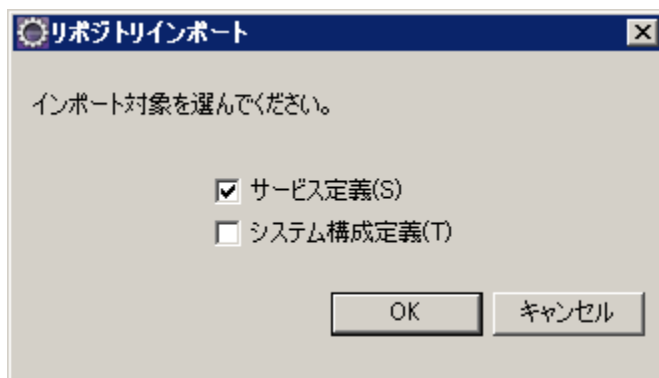 リポジトリインポート
インポート対象を選んでください。
サービス定義(S)
システム構成定義(T)
OK
キャンセル